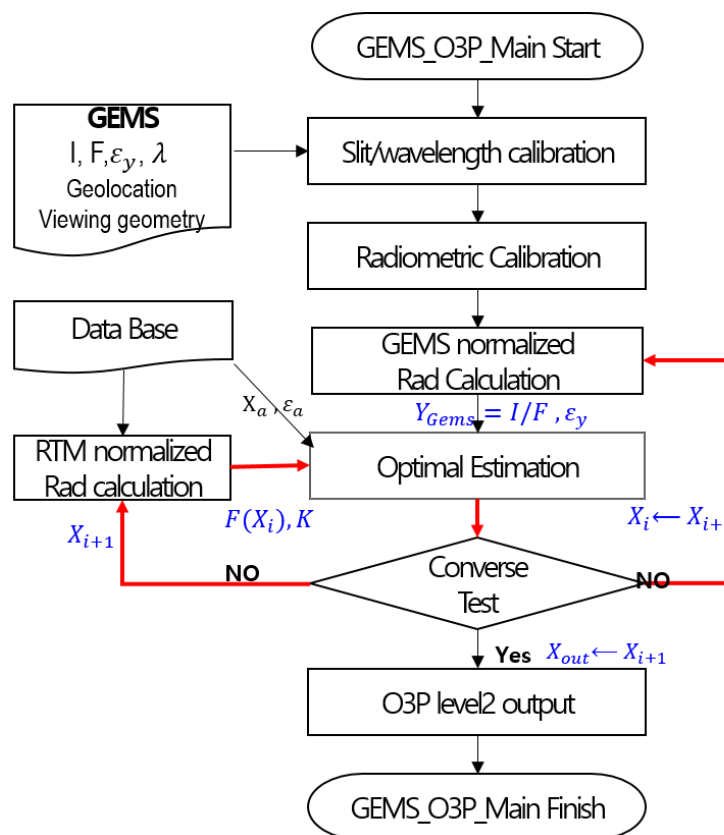 GEMS_O3P_Main Start
GEMS
I, F,εy, λ
Geolocation
Viewing geometry
Slit/wavelength calibration
Radiometric Calibration
Data Base
GEMS normalized
Rad Calculation
Xa , εa
YGems = I/F , εy
RTM normalized
Rad calculation
Optimal Estimation
F(Xi), K
Xi+1
Xi← Xi+
NO
Converse
Test
NO
Yes
Xout← Xi+1
O3P level2 output
GEMS_O3P_Main Finish